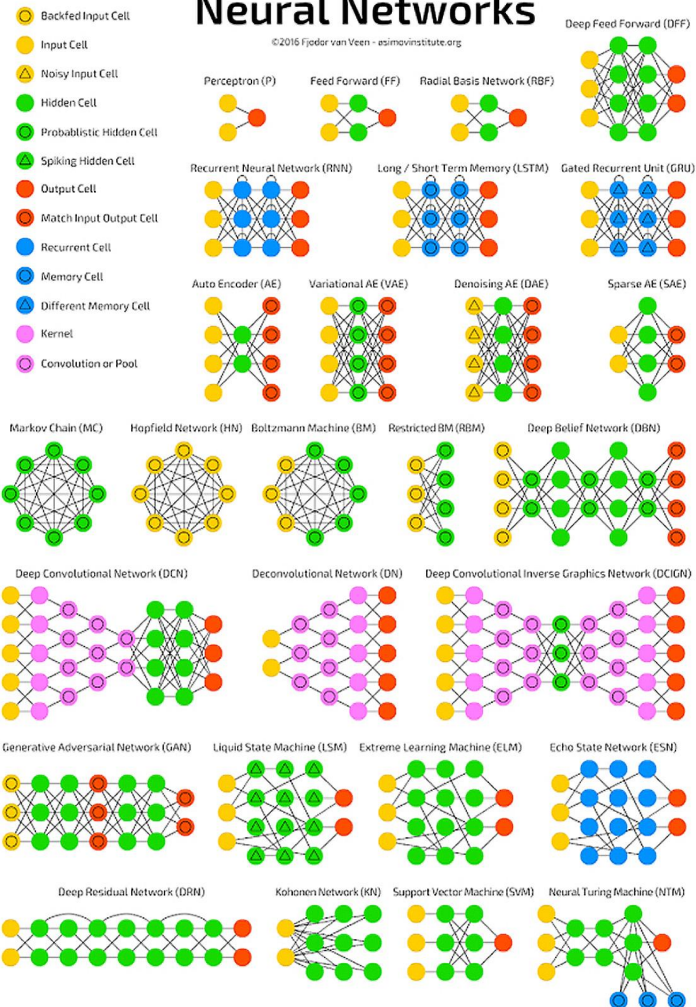 Neural Networks
©2016 Fjodor van Veen - asimovinstitute.org
Backfed Input Cell
Input Cell
Noisy Input Cell
Hidden Cell
Probablistic Hidden Cell
Spiking Hidden Cell
Output Cell
Match Input Output Cell
Recurrent Cell
Memory Cell
Different Memory Cell
Kernel
Convolution or Pool
Deep Feed Forward (DFF)
Perceptron (P)
Feed Forward (FF)
Radial Basis Network (RBF)
Recurrent Neural Network (RNN)
Long / Short Term Memory (LSTM)
Gated Recurrent Unit (GRU)
Auto Encoder (AE)
Variational AE (VAE)
Denoising AE (DAE)
Sparse AE (SAE)
Markov Chain (MC)
Hopfield Network (HN)
Boltzmann Machine (BM)
Restricted BM (RBM)
Deep Belief Network (DBN)
Deep Convolutional Network (DCN)
Deconvolutional Network (DN)
Deep Convolutional Inverse Graphics Network (DCIGN)
Generative Adversarial Network (GAN)
Liquid State Machine (LSM)
Extreme Learning Machine (ELM)
Echo State Network (ESN)
Deep Residual Network (DRN)
Kohonen Network (KN)
Support Vector Machine (SVM)
Neural Turing Machine (NTM)